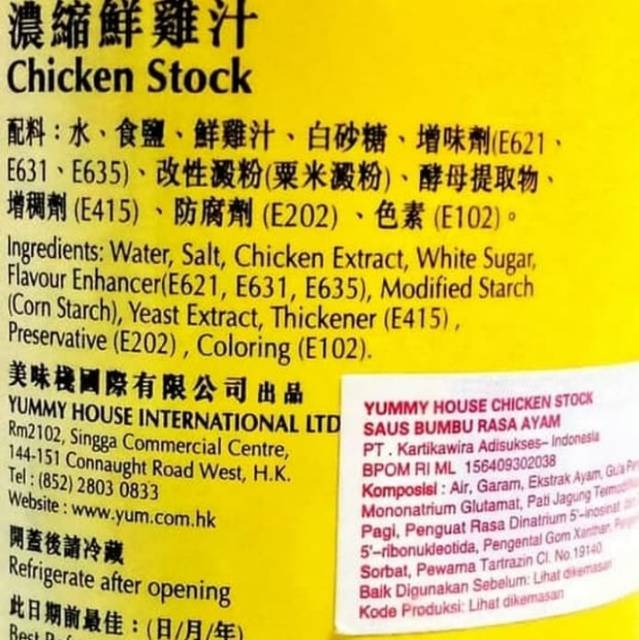 濃縮鮮雞汁
Chicken Stock
配料：水、食鹽、鮮雞汁、白砂糖、增味劑(E621、
E631、E635)、改性澱粉(粟米澱粉)、酵母提取物、
增稠劑 (E415) 、防腐劑 (E202) 、色素 (E102)。
Ingredients: Water, Salt, Chicken Extract, White Sugar,
Flavour Enhancer(E621, E631, E635), Modified Starch
(Corn Starch), Yeast Extract, Thickener (E415) ,
Preservative (E202) , Coloring (E102).
美味棧國際有限公司 出品
YUMMY HOUSE INTERNATIONAL LTD
Rm2102, Singga Commercial Centre,
144-151 Connaught Road West, H.K.
Tel : (852) 2803 0833
Website : www.yum.com.hk
開蓋後請冷藏
Refrigerate after opening
此日期前最佳：(日/月/年)
YUMMY HOUSE CHICKEN STOCK
SAUS BUMBU RASA AYAM
PT . Kartikawira Adisukses– Indonesia
BPOM RI ML 156409302038
Komposisi : Air, Garam, Ekstrak Ayam, Gula
Mononatrium Glutamat, Pati Jagung
Pagi, Penguat Rasa Dinatrium 5'-inosinat
5'-ribonukleotida, Pengental Gom Xanthan,
Sorbat, Pewarna Tartrazin CI. No.19140
Baik Digunakan Sebelum: Lihat dikemasan
Kode Produksi: Lihat dikemasan